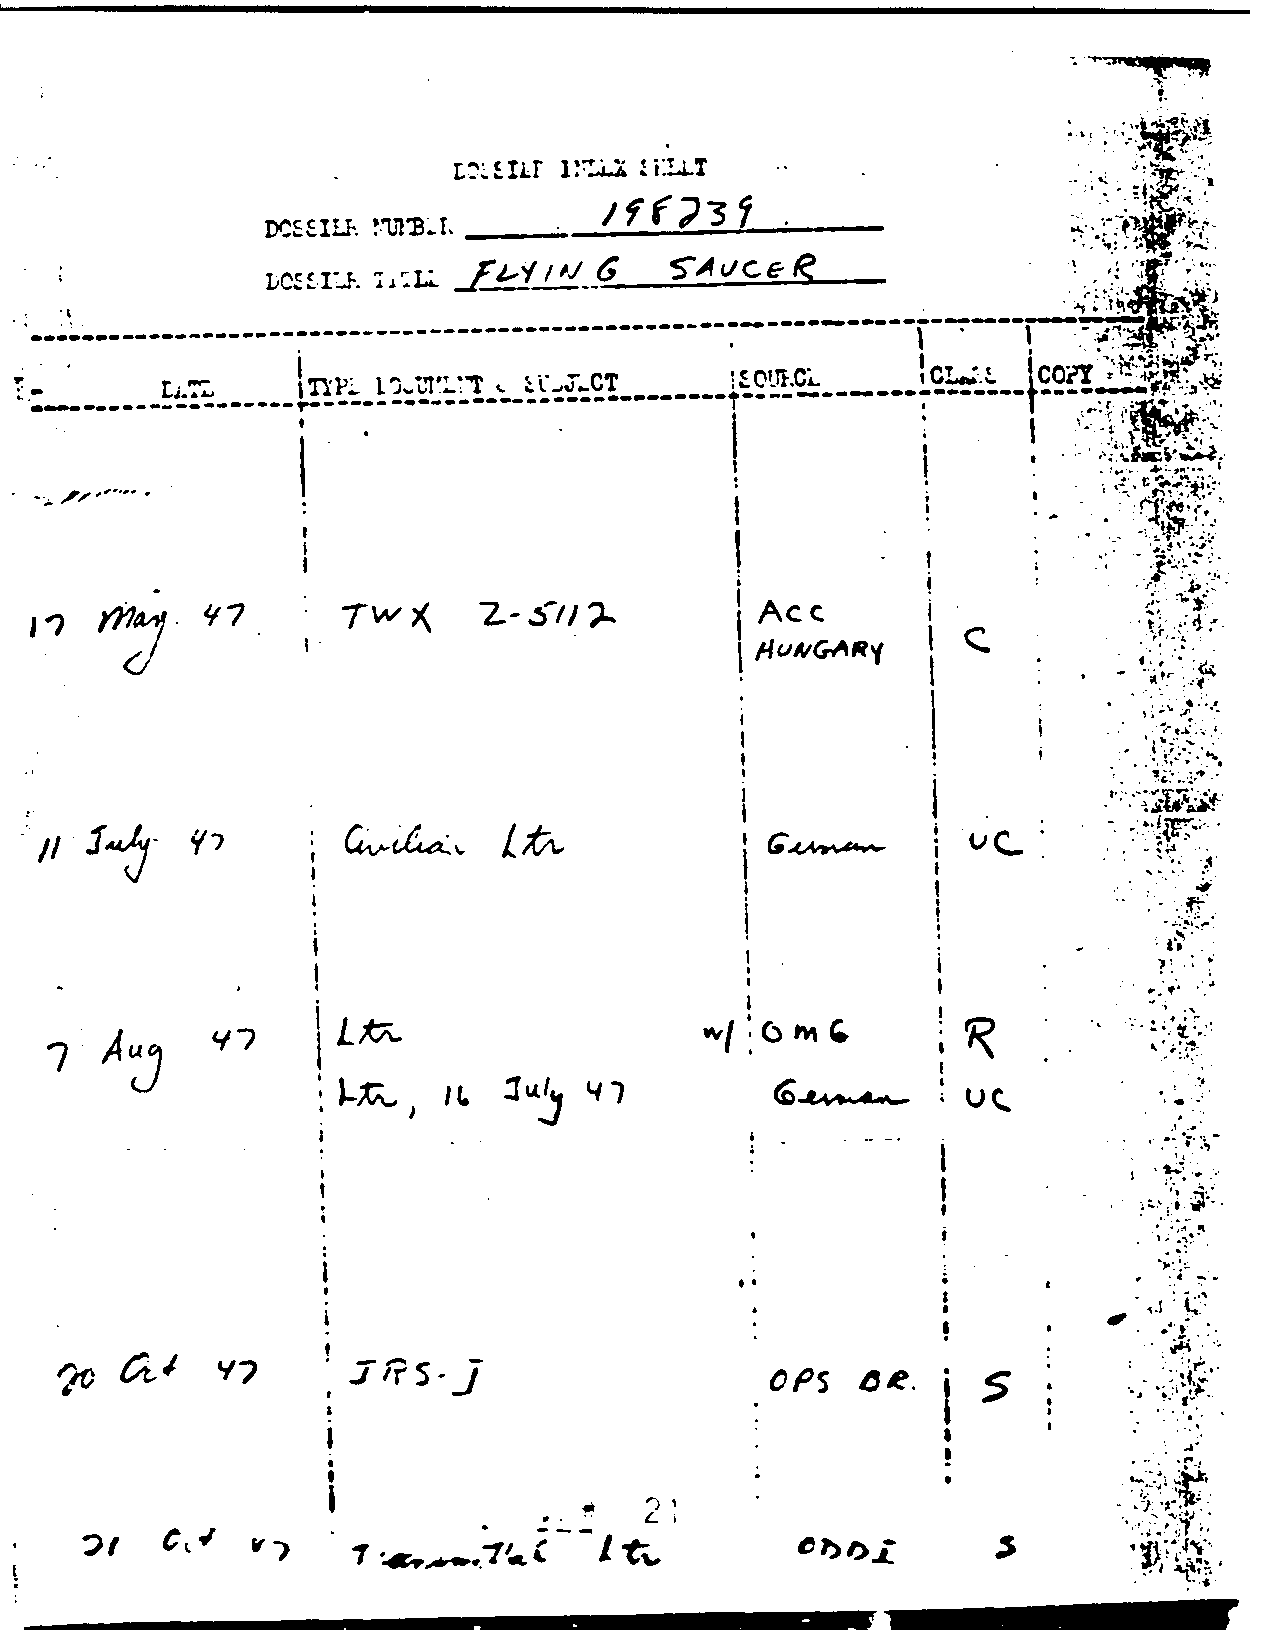 DOSSIER INDEX SHEET
DOSSIER NUMBER 198239
DOSSIER TITLE FLYING SAUCER
DATE TYPE DOCUMENT & SUBJECT SOURCE CLASS COPY
17 May 47 TWX Z-5112 ACC
HUNGARY C
11 July 47 Civilian Ltr German UC
7 Aug 47 Ltr w/ OMG R
Ltr, 16 July 47 German UC
20 Oct 47 IRS-J OPS BR. S
21
21 Oct 47 Transmittal Ltr ODDI S